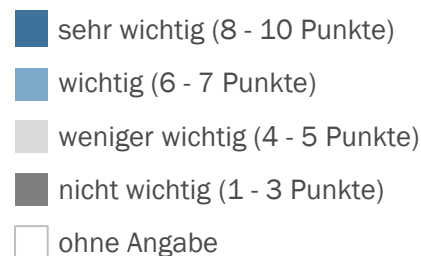 sehr wichtig (8 - 10 Punkte)
wichtig (6 - 7 Punkte)
weniger wichtig (4 - 5 Punkte)
nicht wichtig (1 - 3 Punkte)
ohne Angabe